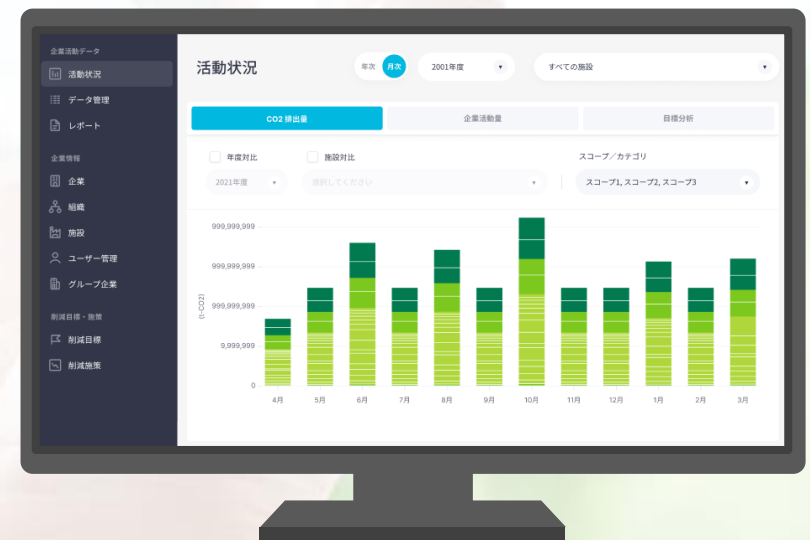 企業活動データ
活動状況
データ管理
レポート
企業情報
企業
組織
施設
ユーザー管理
グループ企業
削減目標・施策
削減目標
削減施策
活動状況
年次 月次 2001年度 すべての施設
CO2 排出量 企業活動量 目標分析
年度対比 施設対比 スコープ／カテゴリ
2021年度 選択してください スコープ1, スコープ2, スコープ3
999,999,999
999,999,999
999,999,999
9,999,999
0
(t-CO2)
4月 5月 6月 7月 8月 9月 10月 11月 12月 1月 2月 3月